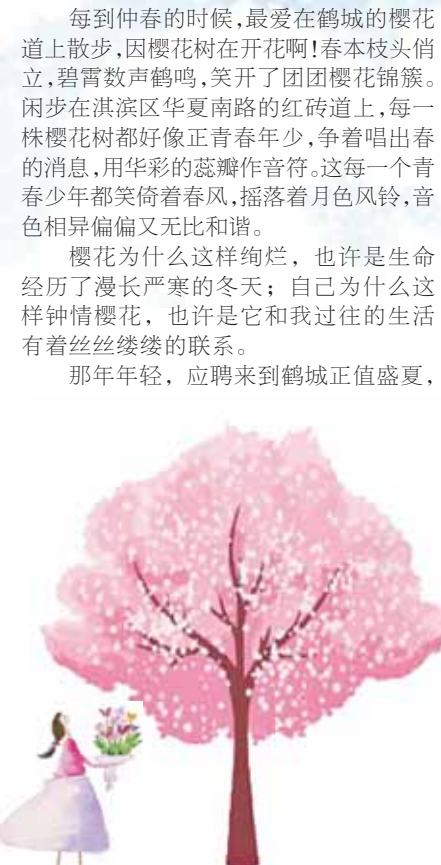 每到仲春的时候,最爱在鹤城的樱花
道上散步,因樱花树在开花啊!春本枝头俏
立,碧霄数声鹤鸣,笑开了团团樱花锦簇。
闲步在淇滨区华夏南路的红砖道上,每一
株樱花树都好像正青春年少,争着唱出春
的消息,用华彩的蕊瓣作音符。这每一个青
春少年都笑倚着春风,摇落着月色风铃,音
色相异偏偏又无比和谐。
樱花为什么这样绚烂，也许是生命
经历了漫长严寒的冬天；自己为什么这
样钟情樱花，也许是它和我过往的生活
有着丝丝缕缕的联系。
那年年轻，应聘来到鹤城正值盛夏，